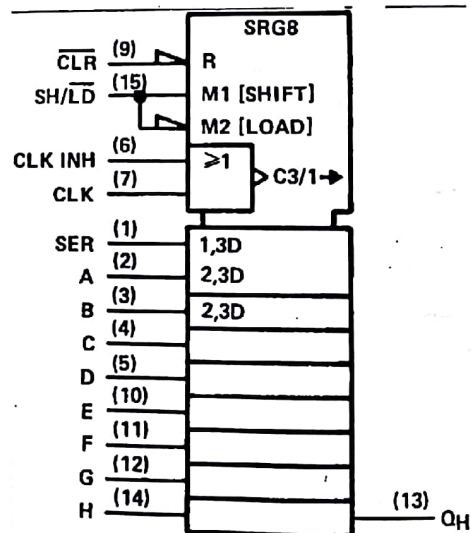 SRG8
CLR (9) R
SH/LD (15) M1 [SHIFT]
M2 [LOAD]
CLK INH (6) ≥1
CLK (7) C3/1→
SER (1) 1,3D
A (2) 2,3D
B (3) 2,3D
C (4)
D (5)
E (10)
F (11)
G (12)
H (14) (13) QH